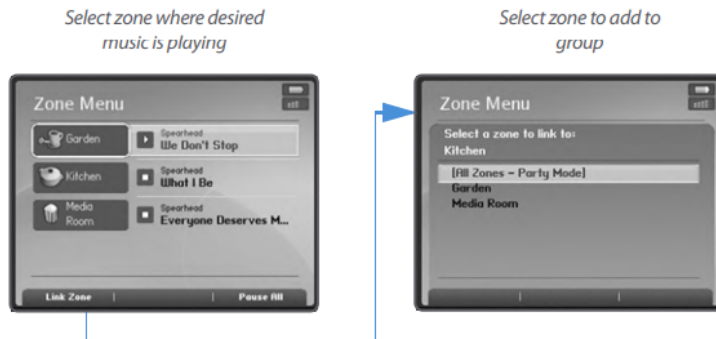 Select zone where desired
music is playing
Select zone to add to
group
Zone Menu
Garden
Spearhead
We Don't Stop
Kitchen
Spearhead
What I Be
Media
Room
Spearhead
Everyone Deserves M...
Link Zone
Pause All
Zone Menu
Select a zone to link to:
Kitchen
[All Zones – Party Mode]
Garden
Media Room